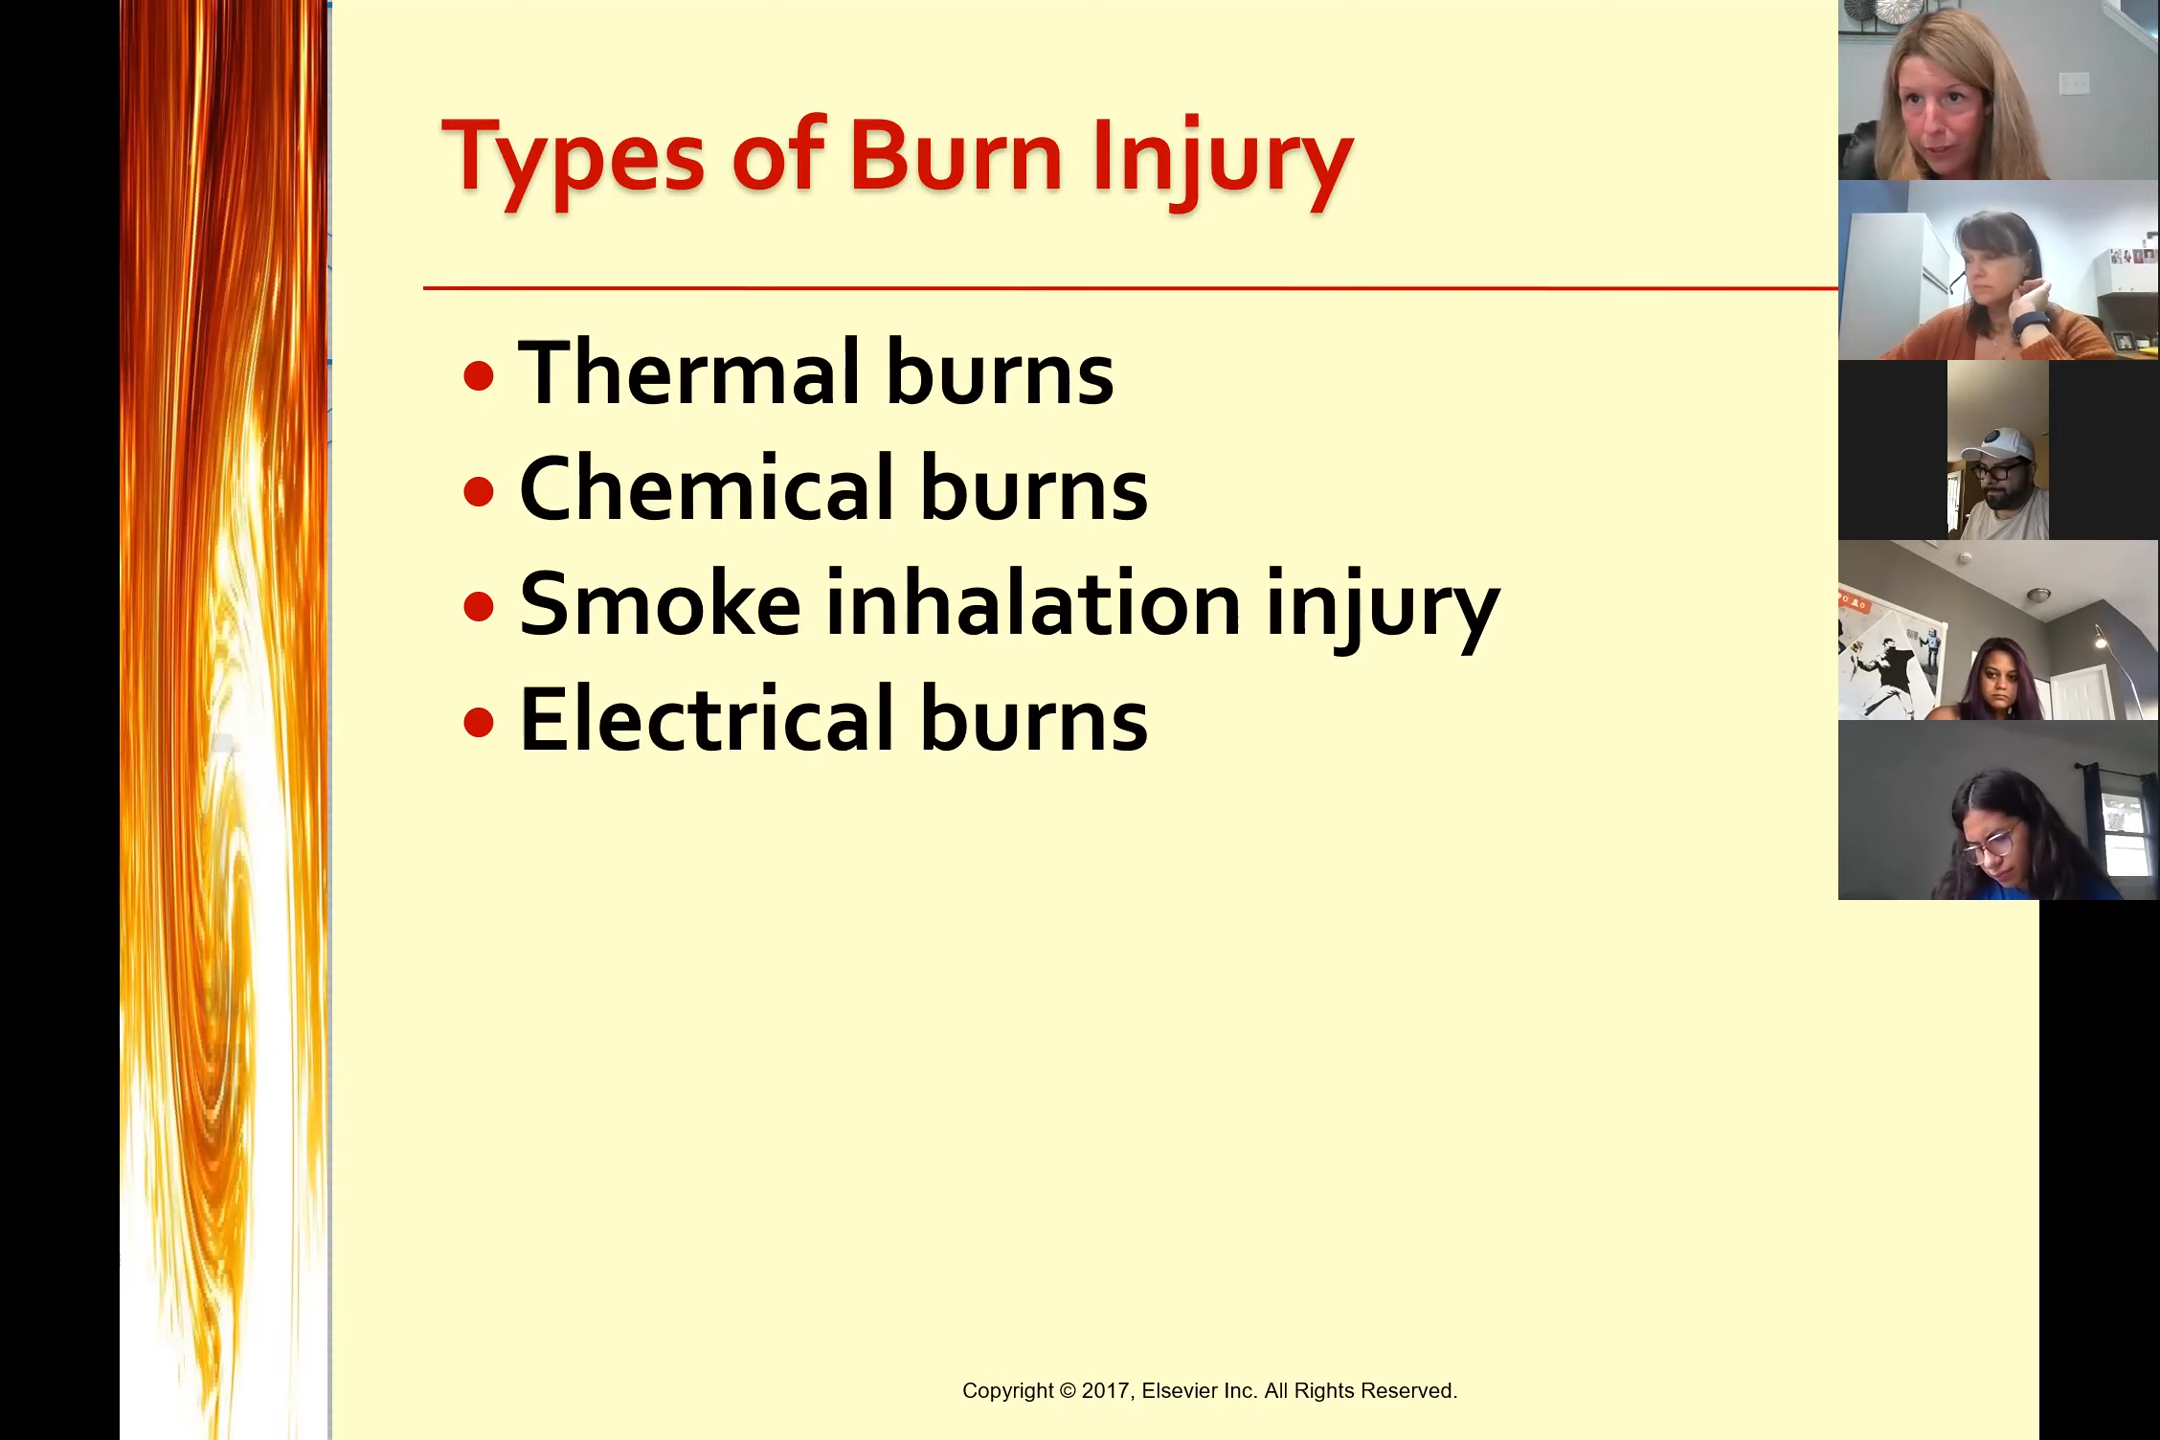 Types of Burn Injury
• Thermal burns
• Chemical burns
• Smoke inhalation injury
• Electrical burns
Copyright © 2017, Elsevier Inc. All Rights Reserved.